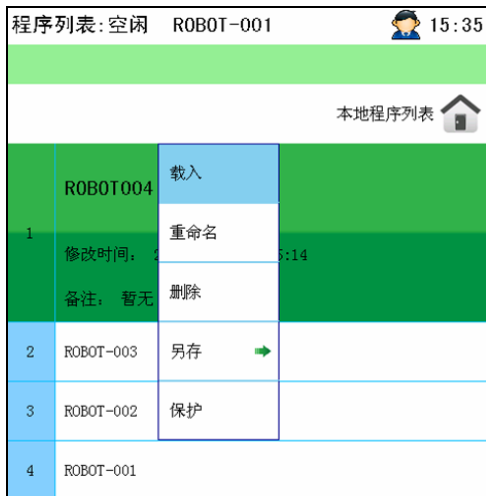 程序列表:空闲 ROBOT-001 15:35
本地程序列表
1 ROBOT004
修改时间： 2 5:14
备注： 暂无
载入
重命名
删除
另存
保护
2 ROBOT-003
3 ROBOT-002
4 ROBOT-001